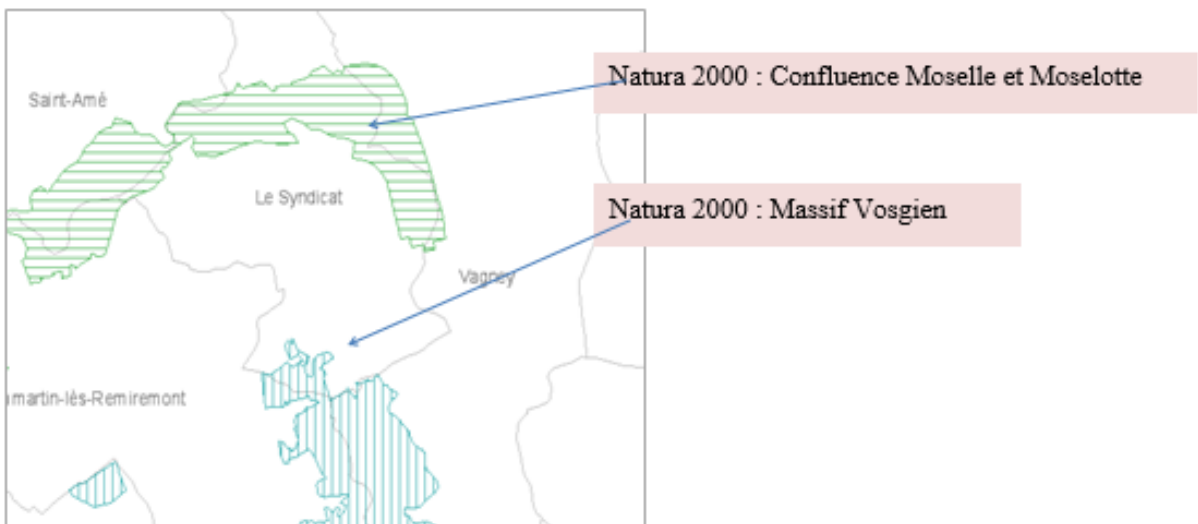 Natura 2000 : Confluence Moselle et Moselotte
Saint-Amé
Le Syndicat
Natura 2000 : Massif Vosgien
Vagney
martin-lès-Remiremont